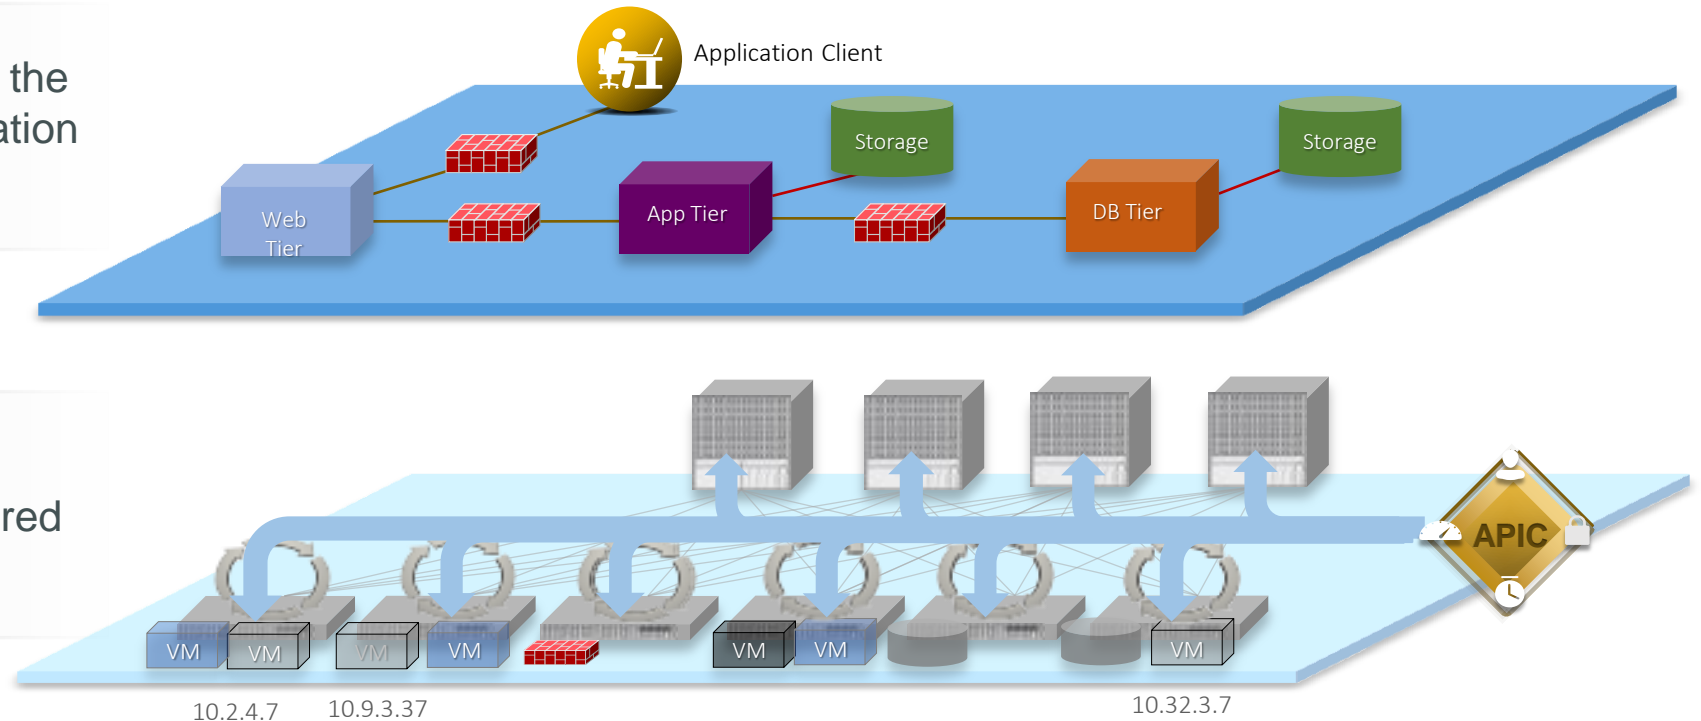 Application Client
the
ation
Storage
Storage
Web
Tier
App Tier
DB Tier
red
APIC
VM
VM
VM
VM
VM
VM
VM
10.2.4.7
10.9.3.37
10.32.3.7